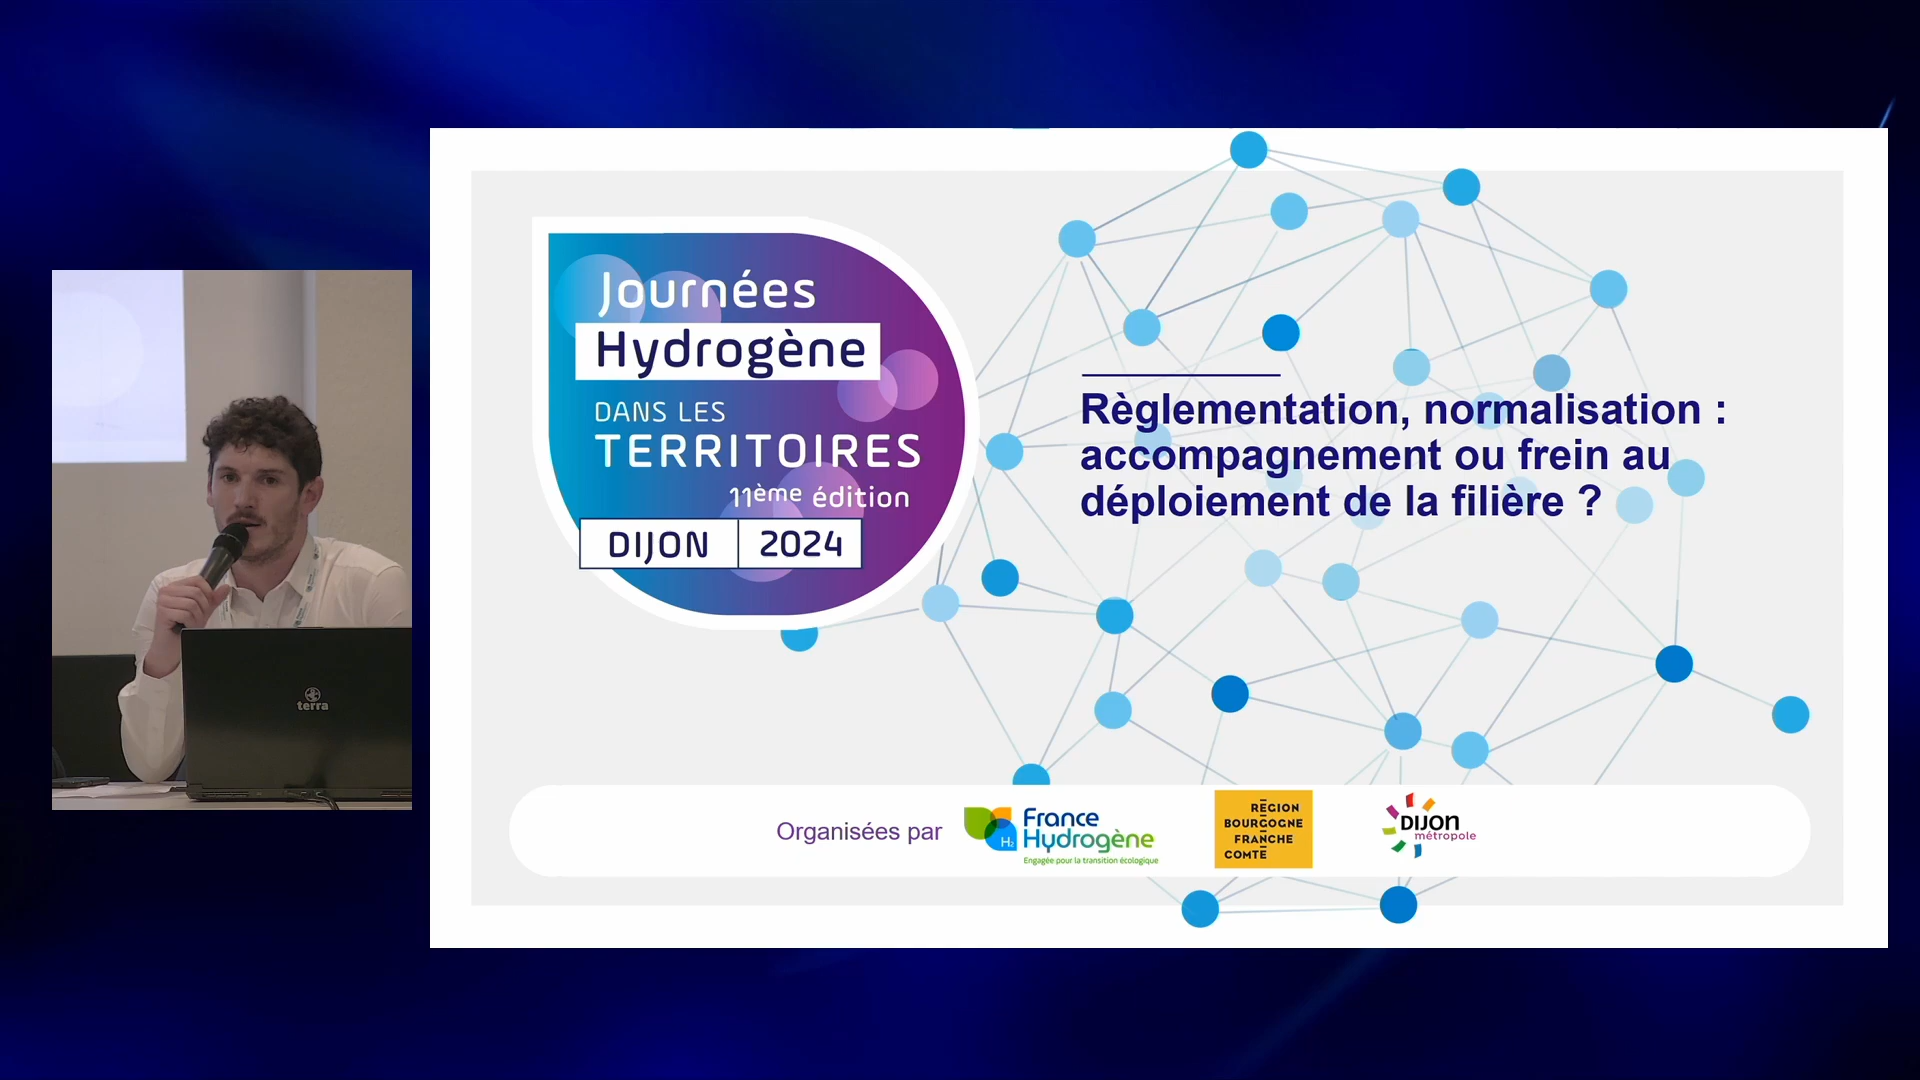 Journées
Hydrogène
DANS LES
TERRITOIRES
11ème édition
DIJON 2024
Règlementation, normalisation :
accompagnement ou frein au
déploiement de la filière ?
terra
Organisées par
France
Hydrogène
H₂
Engagée pour la transition écologique
RÉGION
BOURGOGNE
FRANCHE
COMTÉ
DIJON
métropole